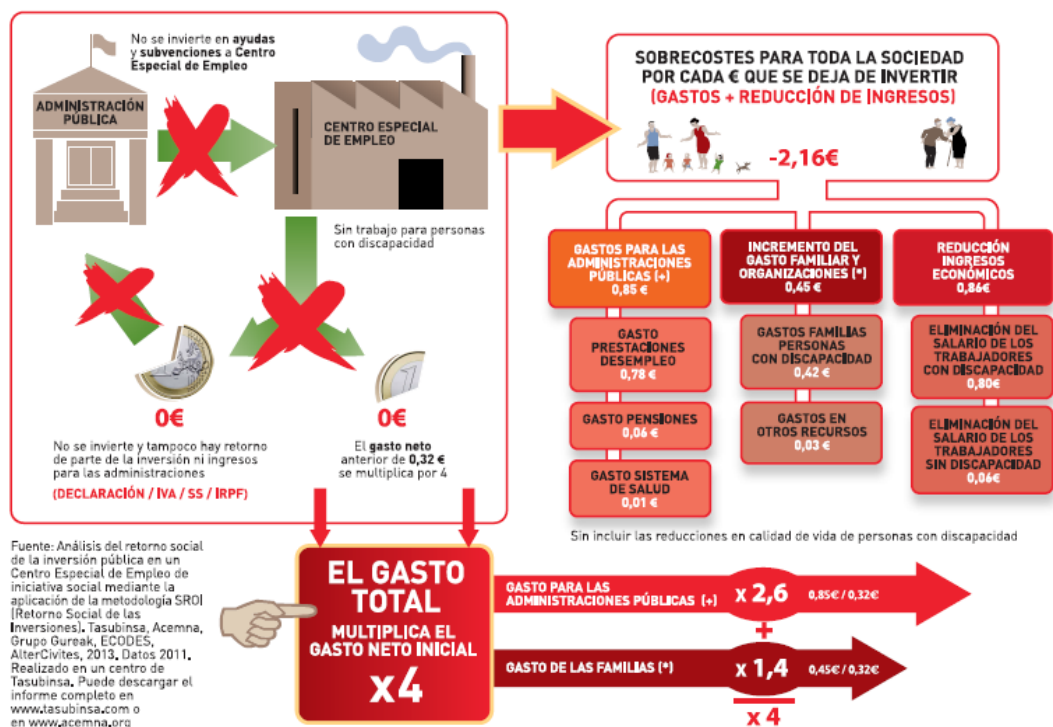 No se invierte en ayudas
y subvenciones a Centro
Especial de Empleo
ADMINISTRACIÓN
PÚBLICA
CENTRO ESPECIAL
DE EMPLEO
Sin trabajo para personas
con discapacidad
0€
No se invierte y tampoco hay retorno
de parte de la inversión ni ingresos
para las administraciones
(DECLARACIÓN / IVA / SS / IRPF)
0€
El gasto neto
anterior de 0,32 €
se multiplica por 4
SOBRECOSTES PARA TODA LA SOCIEDAD
POR CADA € QUE SE DEJA DE INVERTIR
(GASTOS + REDUCCIÓN DE INGRESOS)
-2,16€
GASTOS PARA LAS
ADMINISTRACIONES
PÚBLICAS (+)
0,85 €
GASTO
PRESTACIONES
DESEMPLEO
0,78 €
GASTO PENSIONES
0,06 €
GASTO SISTEMA
DE SALUD
0,01 €
INCREMENTO DEL
GASTO FAMILIAR Y
ORGANIZACIONES (*)
0,45 €
GASTOS FAMILIAS
PERSONAS
CON DISCAPACIDAD
0,42 €
GASTOS EN
OTROS RECURSOS
0,03 €
REDUCCIÓN
INGRESOS
ECONÓMICOS
0,86€
ELIMINACIÓN DEL
SALARIO DE LOS
TRABAJADORES
CON DISCAPACIDAD
0,80€
ELIMINACIÓN DEL
SALARIO DE LOS
TRABAJADORES
SIN DISCAPACIDAD
0,06€
Sin incluir las reducciones en calidad de vida de personas con discapacidad
Fuente: Análisis del retorno social
de la inversión pública en un
Centro Especial de Empleo de
iniciativa social mediante la
aplicación de la metodología SROI
(Retorno Social de las
Inversiones). Tasubinsa, Acemna,
Grupo Gureak, ECODES,
AlterCivites, 2013. Datos 2011.
Realizado en un centro de
Tasubinsa. Puede descargar el
informe completo en
www.tasubinsa.com o
en www.acemna.org
EL GASTO
TOTAL
MULTIPLICA EL
GASTO NETO INICIAL
x4
GASTO PARA LAS
ADMINISTRACIONES PÚBLICAS (+)
x 2,6
0,85€ / 0,32€
+
GASTO DE LAS FAMILIAS (*)
x 1,4
0,45€ / 0,32€
x 4